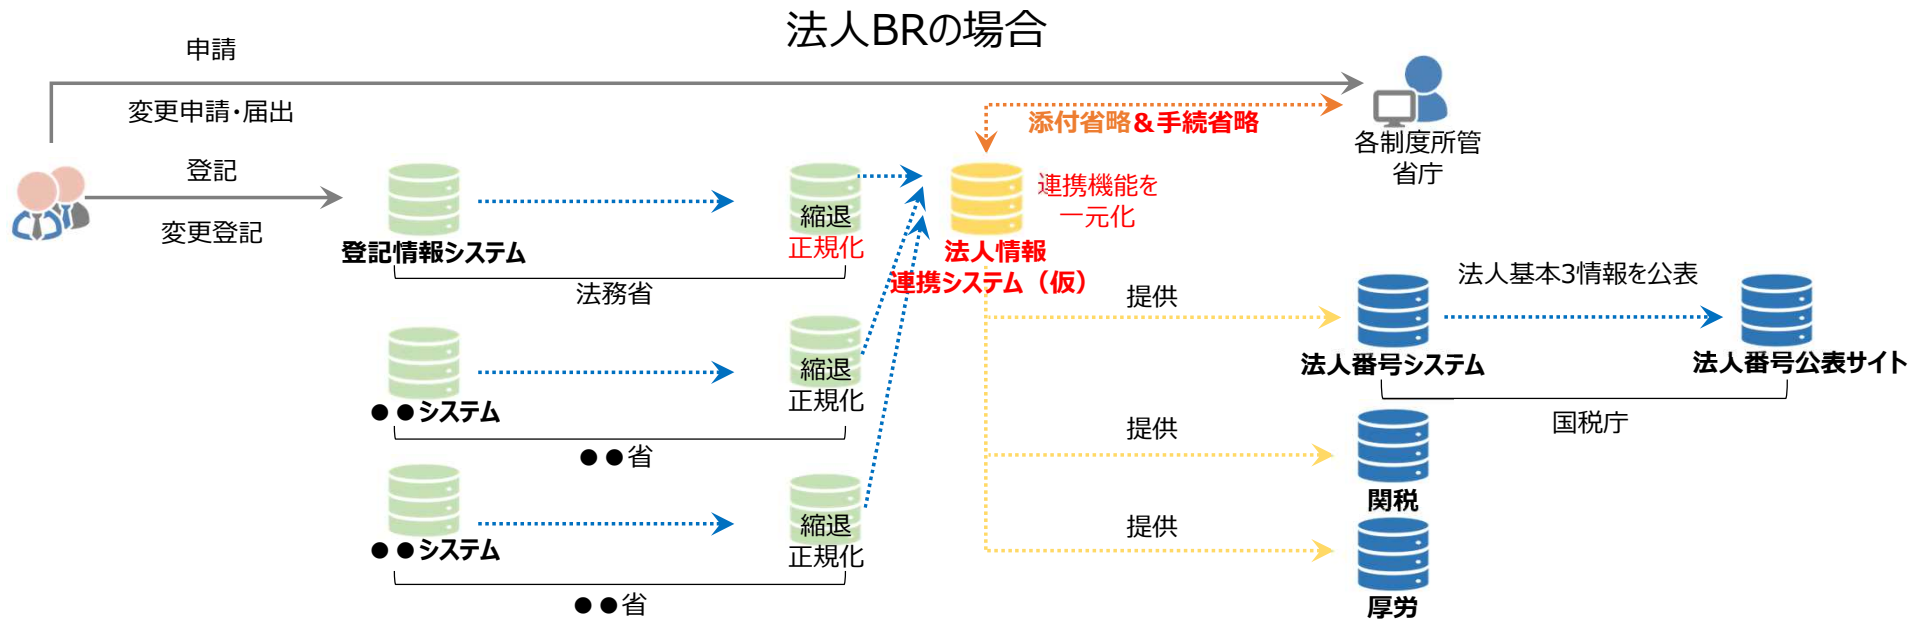 法人BRの場合
申請
変更申請・届出
添付省略＆手続省略
各制度所管
省庁
登記
変更登記
登記情報システム
縮退
正規化
法務省
連携機能を
一元化
法人情報
連携システム（仮）
提供
法人番号システム
法人基本3情報を公表
法人番号公表サイト
国税庁
●●システム
縮退
正規化
●●省
提供
関税
●●システム
縮退
正規化
●●省
提供
厚労